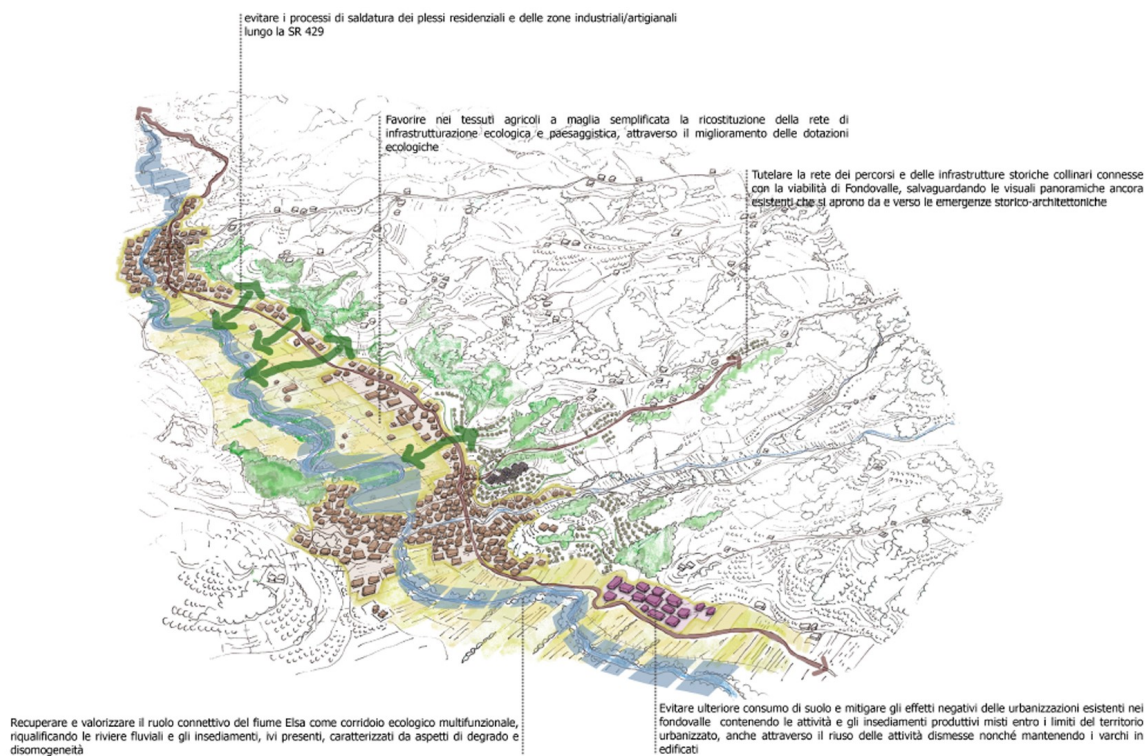 evitare i processi di saldatura dei plessi residenziali e delle zone industriali/artigianali
lungo la SR 429
Favorire nei tessuti agricoli a maglia semplificata la ricostituzione della rete di
infrastrutturazione ecologica e paesaggistica, attraverso il miglioramento delle dotazioni
ecologiche
Tutelare la rete dei percorsi e delle infrastrutture storiche collinari connesse
con la viabilità di Fondovalle, salvaguardando le visuali panoramiche ancora
esistenti che si aprono da e verso le emergenze storico-architettoniche
Recuperare e valorizzare il ruolo connettivo del fiume Elsa come corridoio ecologico multifunzionale,
riqualificando le riviere fluviali e gli insediamenti, ivi presenti, caratterizzati da aspetti di degrado e
disomogeneità
Evitare ulteriore consumo di suolo e mitigare gli effetti negativi delle urbanizzazioni esistenti nei
fondovalle contenendo le attività e gli insediamenti produttivi misti entro i limiti del territorio
urbanizzato, anche attraverso il riuso delle attività dismesse nonché mantenendo i varchi in
edificati